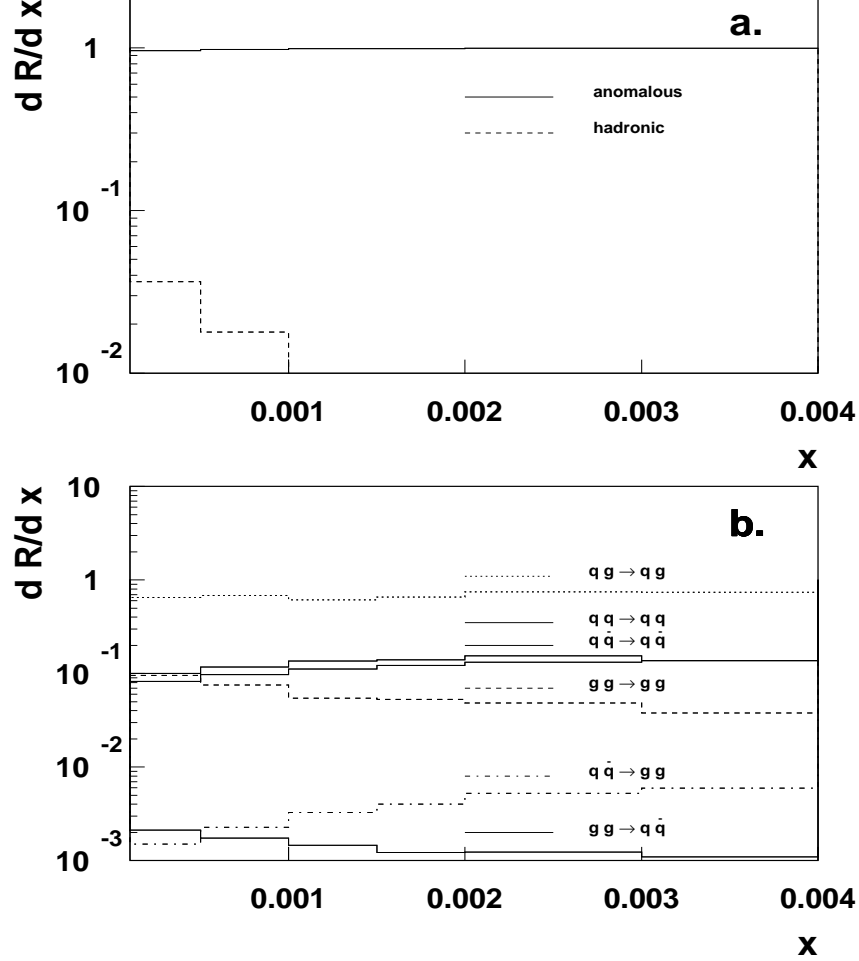 a.
d R/d x
1
anomalous
hadronic
10 -1
10 -2
0.001 0.002 0.003 0.004
x
b.
d R/d x
10
1
10 -1
10 -2
10 -3
q g → q g
q q → q q
q q̄ → q q̄
g g → g g
q q̄ → g g
g g → q q̄
0.001 0.002 0.003 0.004
x